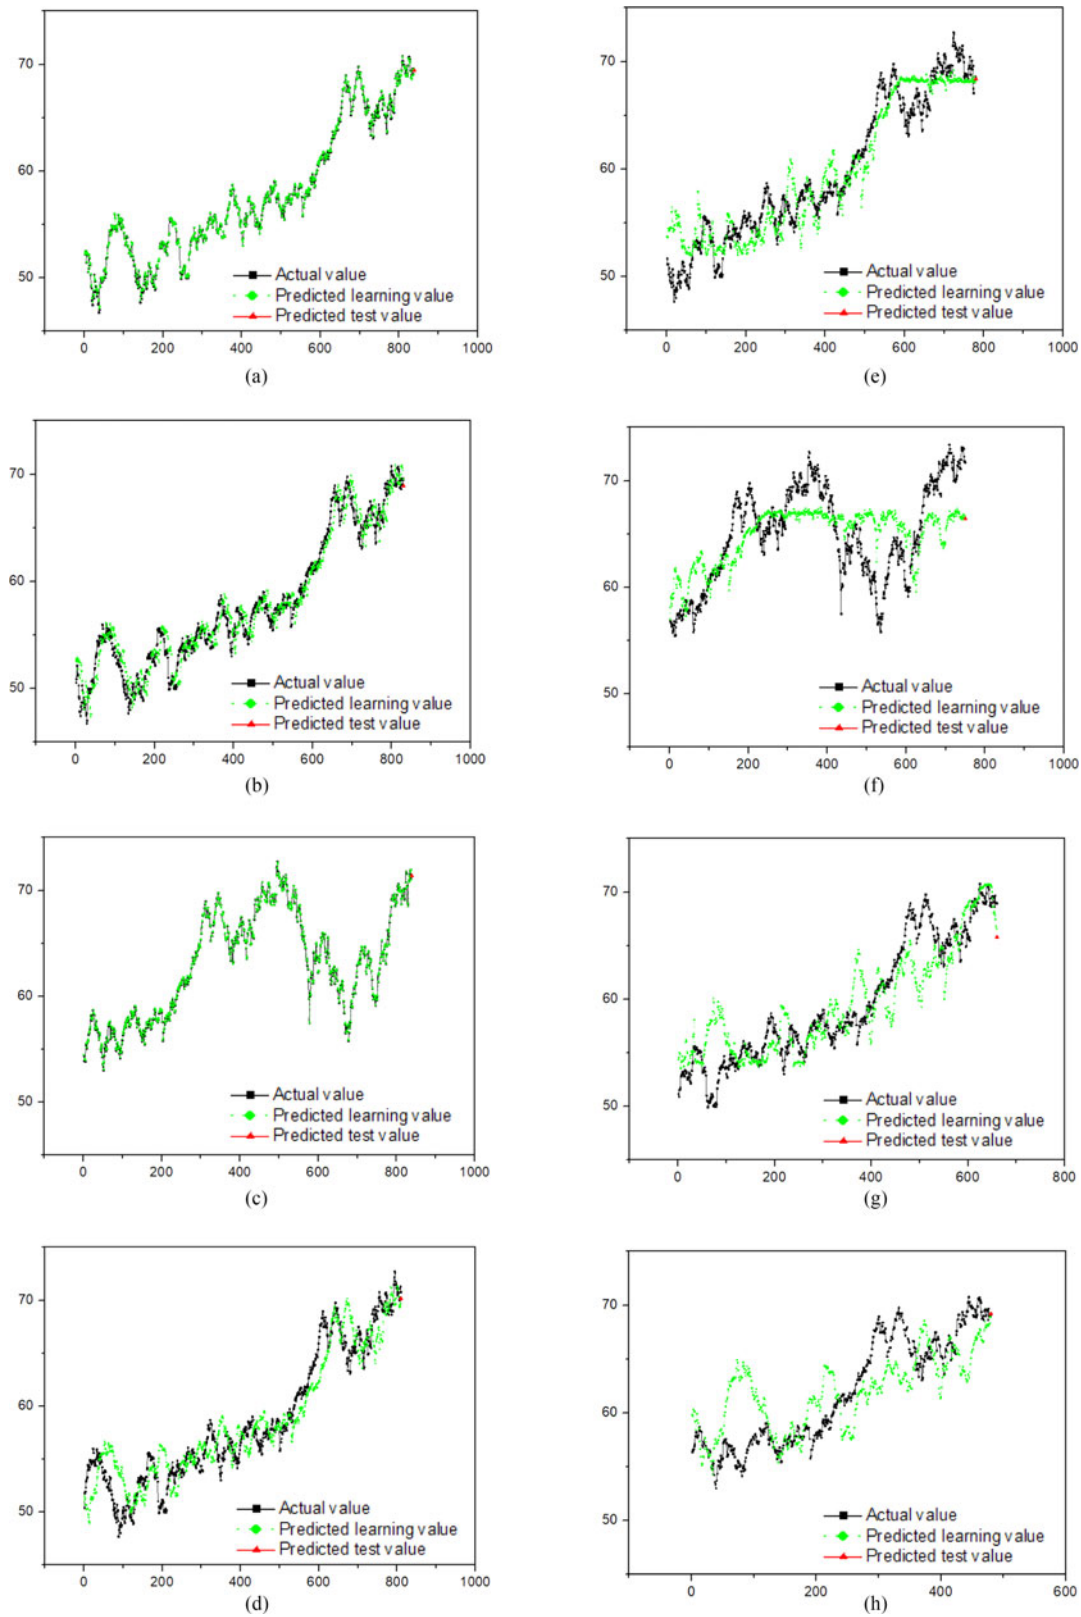 70
60
50
Actual value
Predicted learning value
Predicted test value
0 200 400 600 800 1000
(a)
70
60
50
Actual value
Predicted learning value
Predicted test value
0 200 400 600 800 1000
(b)
70
60
50
Actual value
Predicted learning value
Predicted test value
0 200 400 600 800 1000
(c)
70
60
50
Actual value
Predicted learning value
Predicted test value
0 200 400 600 800 1000
(d)
70
60
50
Actual value
Predicted learning value
Predicted test value
0 200 400 600 800 1000
(e)
70
60
50
Actual value
Predicted learning value
Predicted test value
0 200 400 600 800 1000
(f)
70
60
50
Actual value
Predicted learning value
Predicted test value
0 200 400 600 800
(g)
70
60
50
Actual value
Predicted learning value
Predicted test value
0 200 400 600
(h)